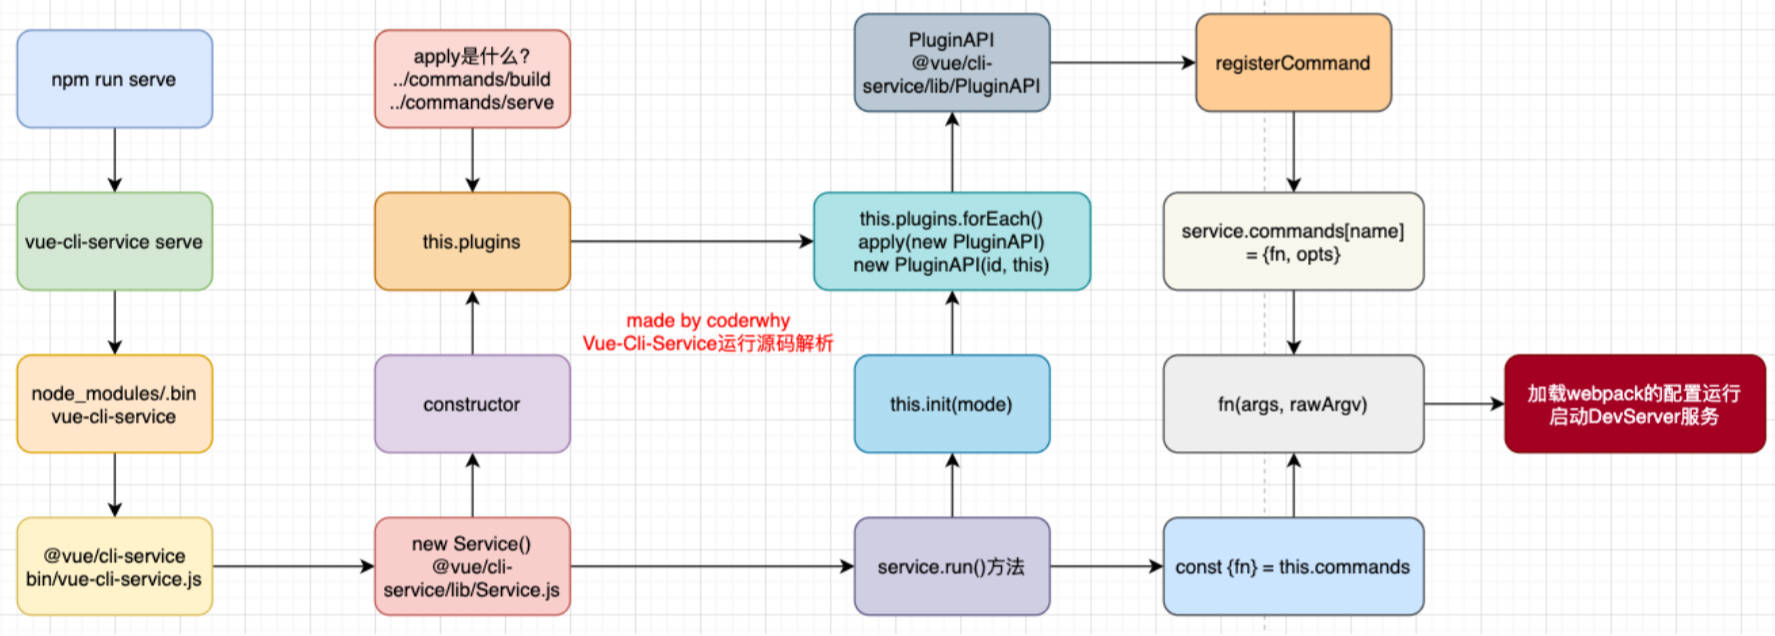 npm run serve
vue-cli-service serve
node_modules/.bin
vue-cli-service
@vue/cli-service
bin/vue-cli-service.js
apply是什么?
../commands/build
../commands/serve
this.plugins
constructor
new Service()
@vue/cli-
service/lib/Service.js
made by coderwhy
Vue-Cli-Service运行源码解析
PluginAPI
@vue/cli-
service/lib/PluginAPI
this.plugins.forEach()
apply(new PluginAPI)
new PluginAPI(id, this)
this.init(mode)
service.run()方法
registerCommand
service.commands[name]
= {fn, opts}
fn(args, rawArgv)
const {fn} = this.commands
加载webpack的配置运行
启动DevServer服务